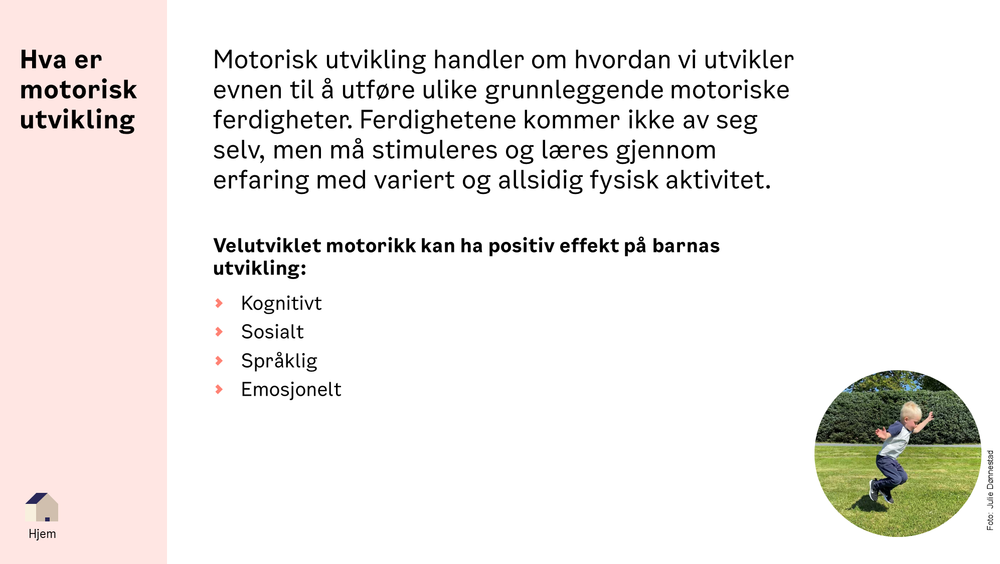 Hva er
motorisk
utvikling
Motorisk utvikling handler om hvordan vi utvikler
evnen til å utføre ulike grunnleggende motoriske
ferdigheter. Ferdighetene kommer ikke av seg
selv, men må stimuleres og læres gjennom
erfaring med variert og allsidig fysisk aktivitet.
Velutviklet motorikk kan ha positiv effekt på barnas
utvikling:
Kognitivt
Sosialt
Språklig
Emosjonelt
Hjem
Foto: Julie Dønnestad